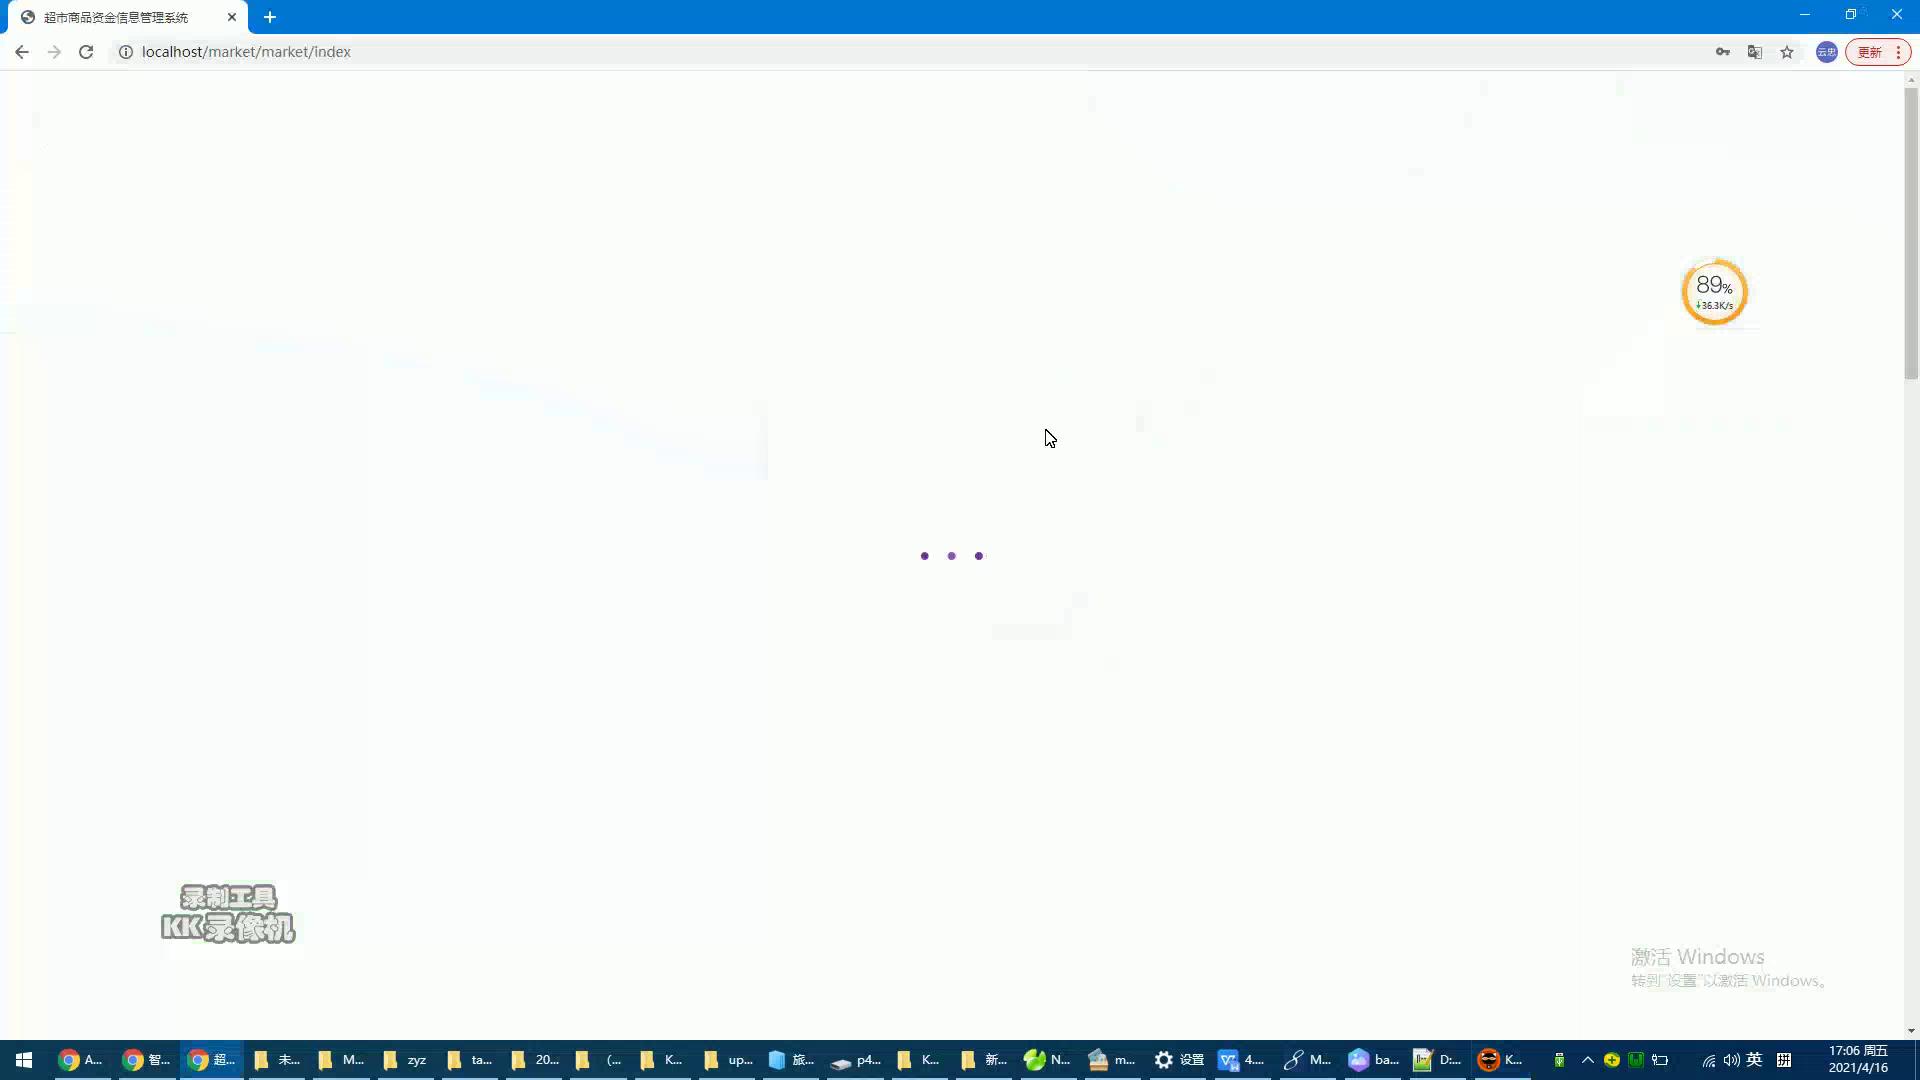 超市商品资金信息管理系统
localhost/market/market/index
云忠
更新
89%
36.3K/s
录制工具
KK录像机
激活 Windows
转到"设置"以激活 Windows。
A...
智...
超...
未...
M...
zyz
ta...
20...
(...
K...
up...
旅...
p4...
K...
新...
N...
m...
设置
4....
M...
ba...
D:...
K...
英
拼
17:06 周五
2021/4/16